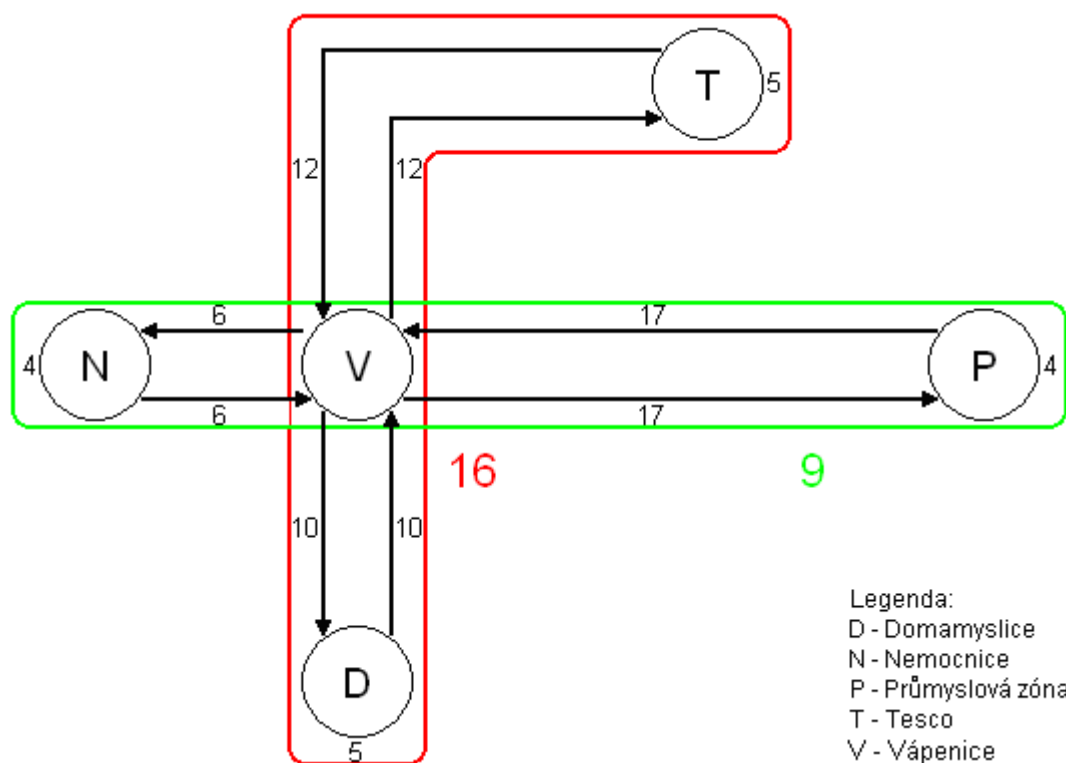 T
5
12
12
6
17
4
N
V
P
4
6
17
16
9
10
10
Legenda:
D - Domamyslice
D
N - Nemocnice
P - Průmyslová zóna
T - Tesco
5
V - Vápenice